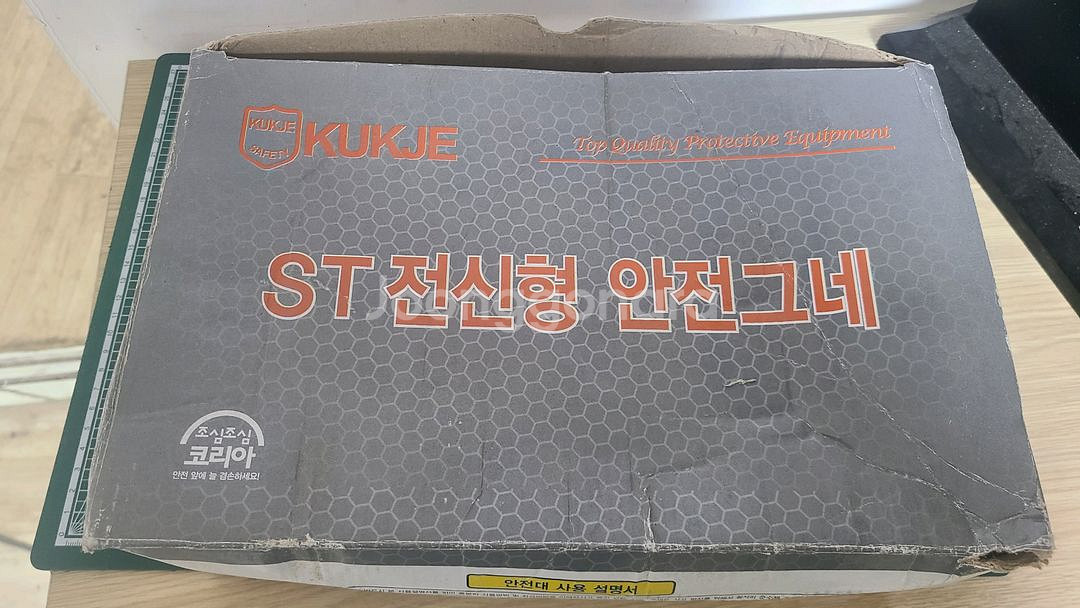 KUKJE
SAFETY
KUKJE
Top Quality Protective Equipment
ST 전신형 안전그네
Joonggonara
조심조심
코리아
안전 앞에 늘 겸손하세요!
안전대 사용 설명서